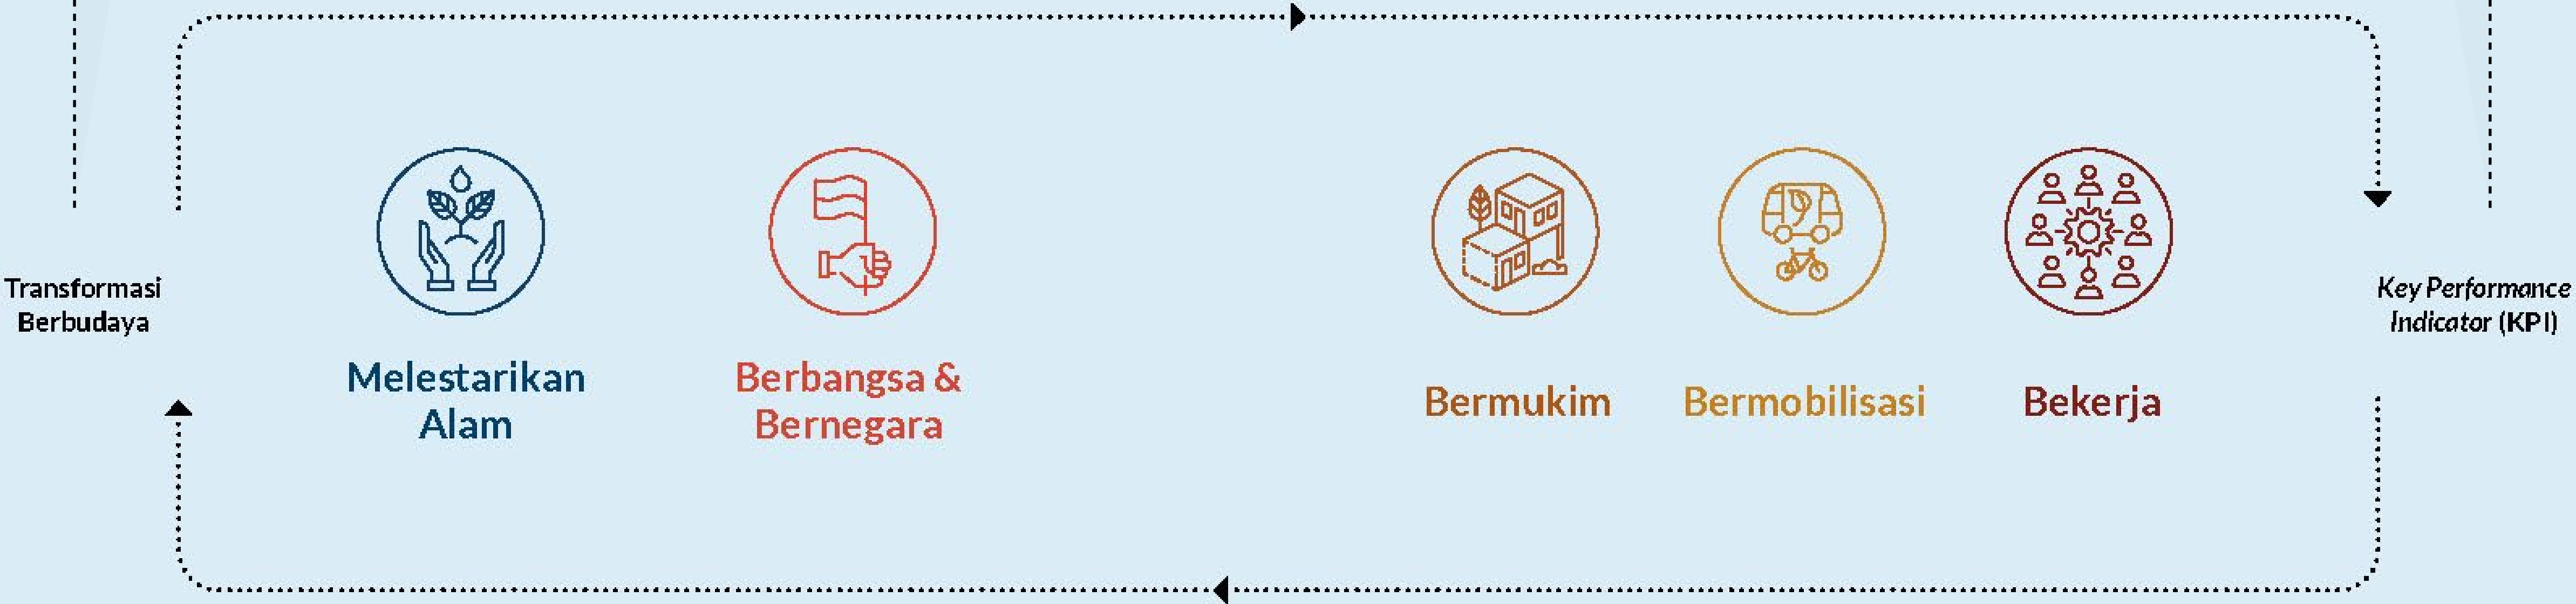 Transformasi
Berbudaya
Melestarikan
Alam
Berbangsa &
Bernegara
Bermukim
Bermobilisasi
Bekerja
Key Performance
Indicator (KPI)